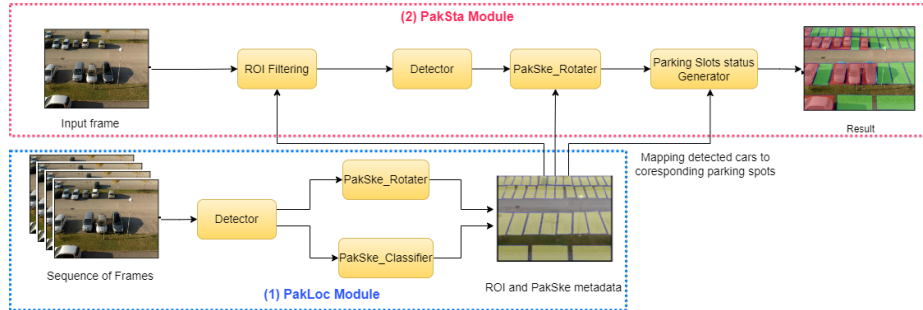 (2) PakSta Module
Input frame
ROI Filtering
Detector
PakSke_Rotater
Parking Slots status
Generator
Result
Mapping detected cars to
coresponding parking spots
Sequence of Frames
Detector
PakSke_Rotater
PakSke_Classifier
ROI and PakSke metadata
(1) PakLoc Module